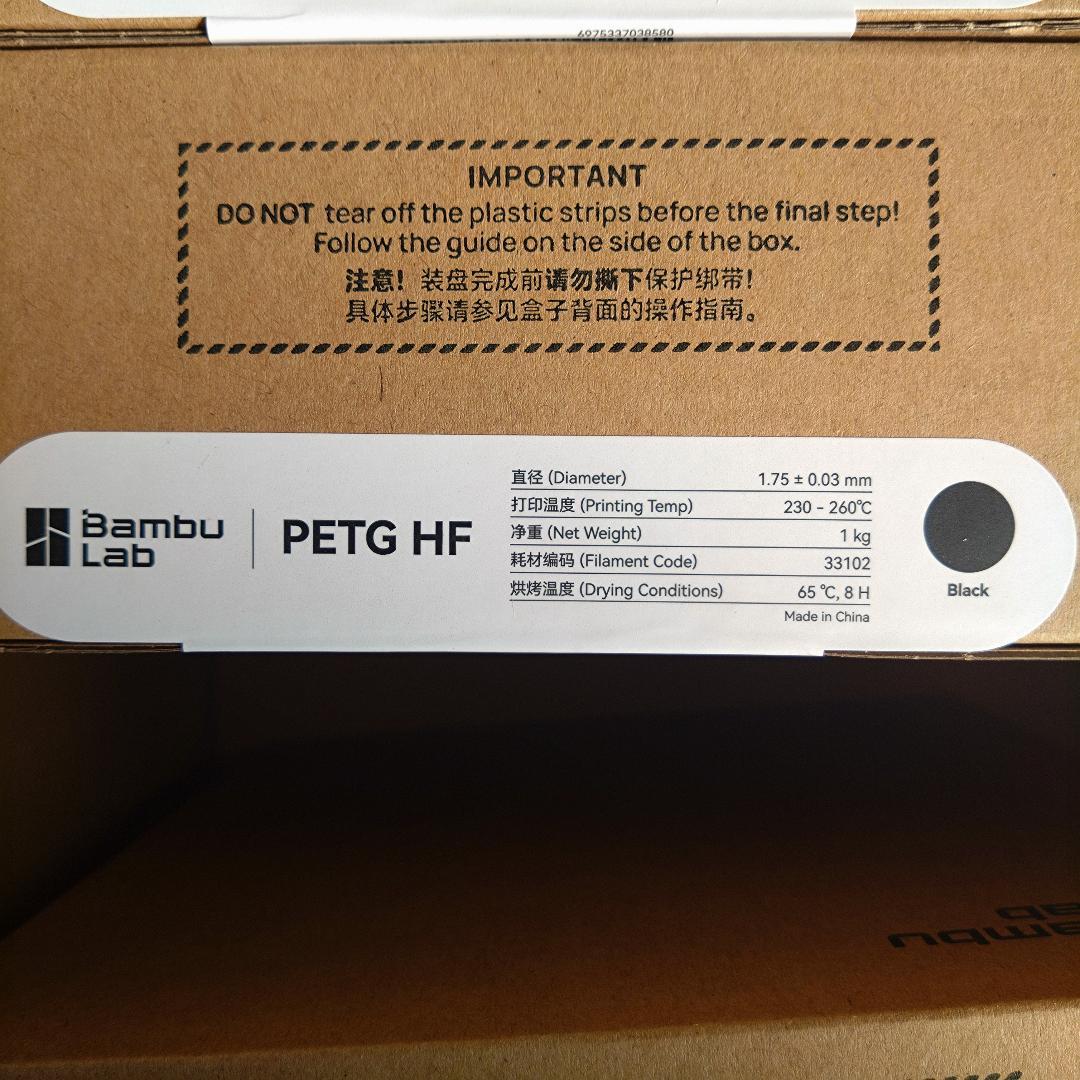 6975337038580
IMPORTANT
DO NOT tear off the plastic strips before the final step!
Follow the guide on the side of the box.
注意！装盘完成前请勿撕下保护绑带！
具体步骤请参见盒子背面的操作指南。
Bambu
Lab
PETG HF
直径 (Diameter) 1.75 ± 0.03 mm
打印温度 (Printing Temp) 230 - 260℃
净重 (Net Weight) 1 kg
耗材编码 (Filament Code) 33102
烘烤温度 (Drying Conditions) 65 ℃, 8 H
Made in China
Black